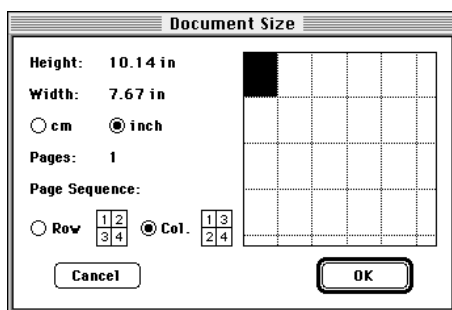 Document Size
Height: 10.14 in
Width: 7.67 in
cm inch
Pages: 1
Page Sequence:
Row 1 2 Col. 1 3
3 4 2 4
Cancel OK